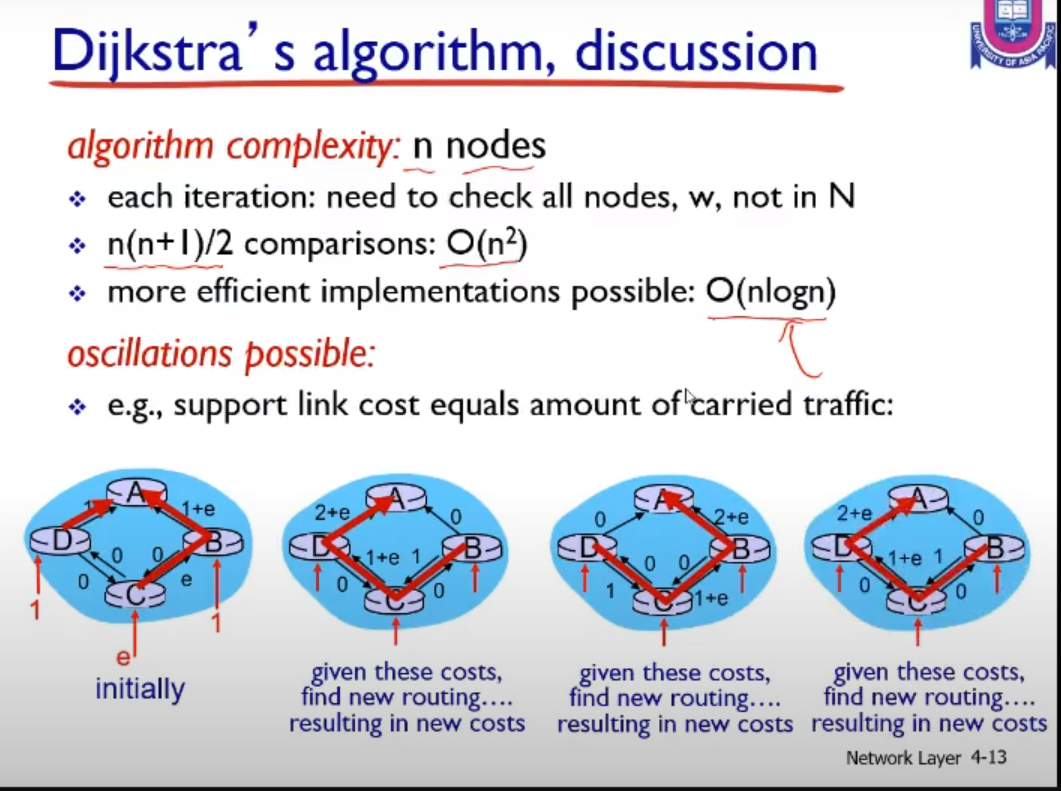 Dijkstra's algorithm, discussion
UNIVERSITY OF ASIA PACIFIC
algorithm complexity: n nodes
❖ each iteration: need to check all nodes, w, not in N
❖ n(n+1)/2 comparisons: O(n²)
❖ more efficient implementations possible: O(nlogn)
oscillations possible:
❖ e.g., support link cost equals amount of carried traffic:
A
1
1+e
D
B
0
0
0
e
C
1
1
e
initially
A
2+e
0
D
B
1+e
1
0
0
C
given these costs,
find new routing....
resulting in new costs
A
0
2+e
D
B
0
0
1
1+e
C
given these costs,
find new routing....
resulting in new costs
A
2+e
0
D
B
1+e
1
0
0
C
given these costs,
find new routing....
resulting in new costs
Network Layer 4-13